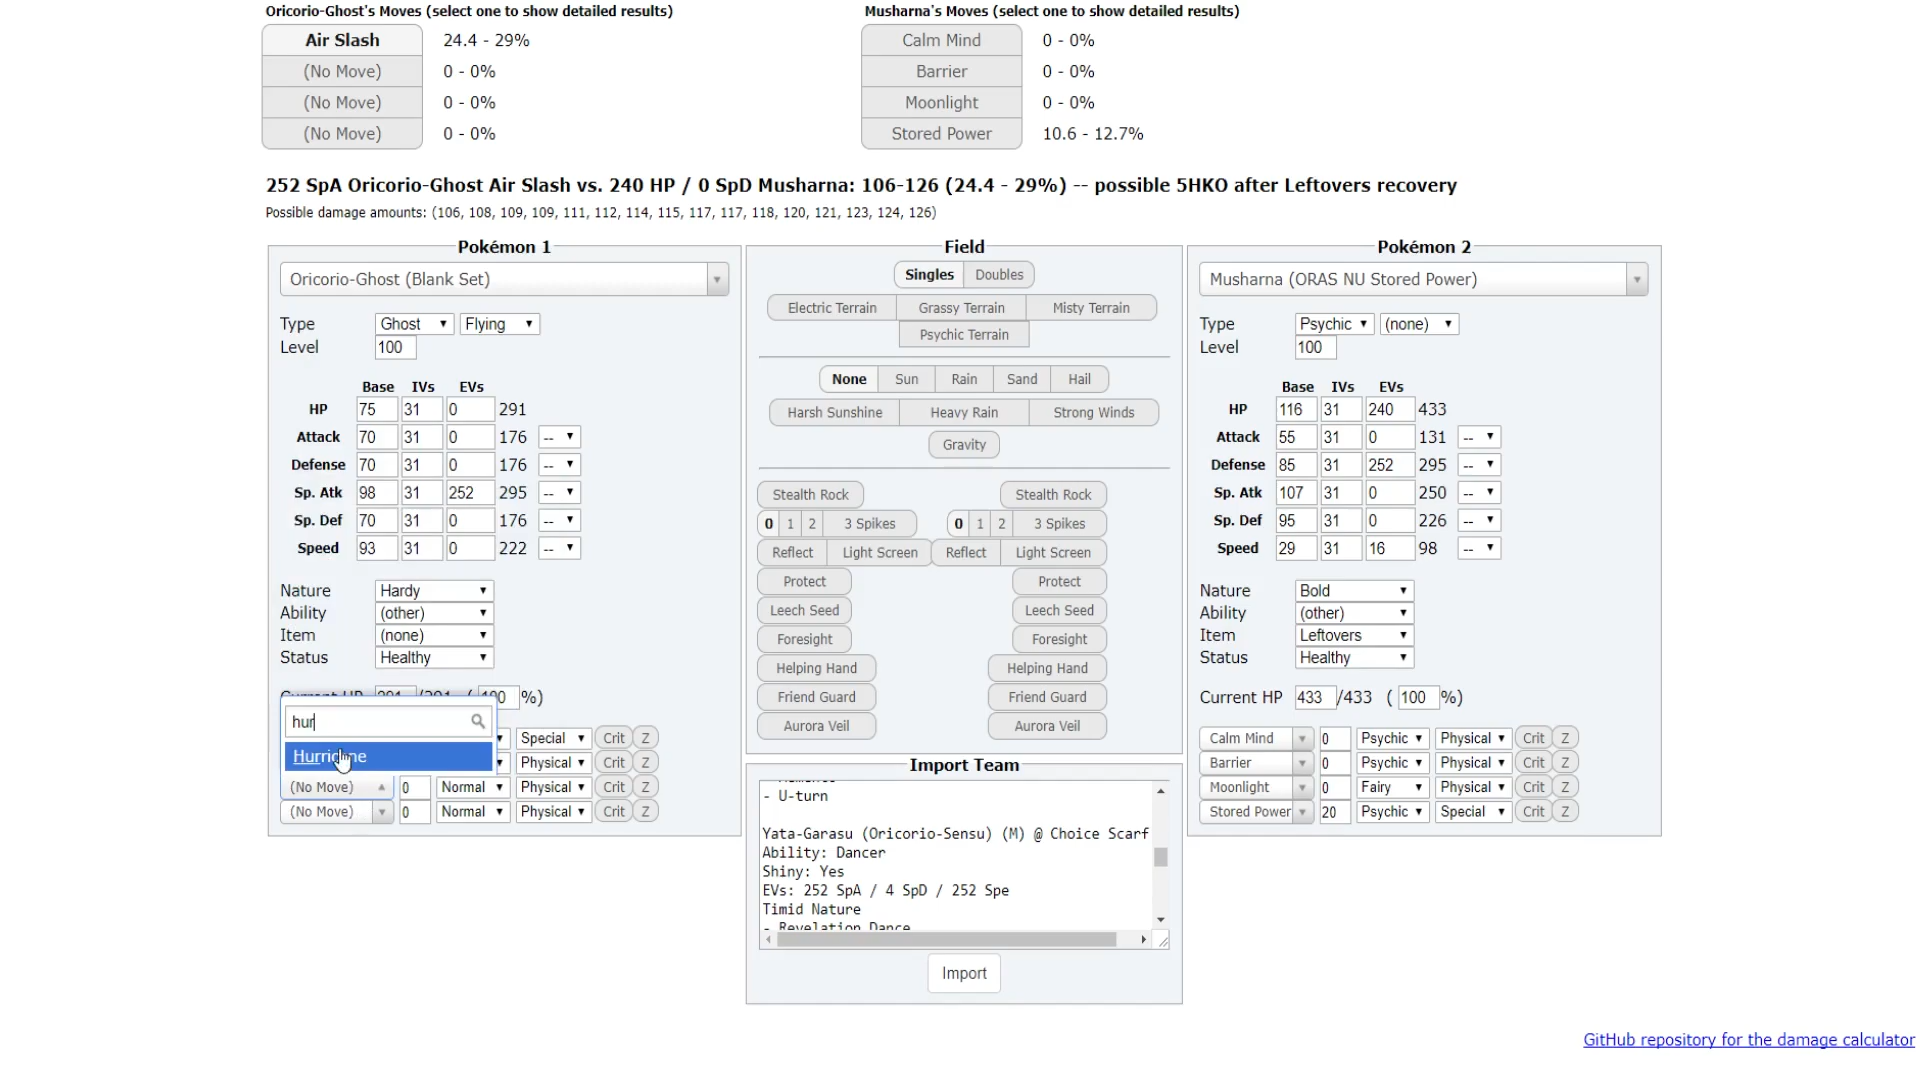 Oricorio-Ghost's Moves (select one to show detailed results)
Air Slash 24.4 - 29%
(No Move) 0 - 0%
(No Move) 0 - 0%
(No Move) 0 - 0%
Musharna's Moves (select one to show detailed results)
Calm Mind 0 - 0%
Barrier 0 - 0%
Moonlight 0 - 0%
Stored Power 10.6 - 12.7%
252 SpA Oricorio-Ghost Air Slash vs. 240 HP / 0 SpD Musharna: 106-126 (24.4 - 29%) -- possible 5HKO after Leftovers recovery
Possible damage amounts: (106, 108, 109, 109, 111, 112, 114, 115, 117, 117, 118, 120, 121, 123, 124, 126)
Pokémon 1
Oricorio-Ghost (Blank Set)
Type Ghost Flying
Level 100
Base IVs EVs
HP 75 31 0 291
Attack 70 31 0 176 --
Defense 70 31 0 176 --
Sp. Atk 98 31 252 295 --
Sp. Def 70 31 0 176 --
Speed 93 31 0 222 --
Nature Hardy
Ability (other)
Item (none)
Status Healthy
Current HP 291 /291 ( 100 %)
hur
Hurricane
Special Crit Z
Physical Crit Z
(No Move) 0 Normal Physical Crit Z
(No Move) 0 Normal Physical Crit Z
Field
Singles Doubles
Electric Terrain Grassy Terrain Misty Terrain
Psychic Terrain
None Sun Rain Sand Hail
Harsh Sunshine Heavy Rain Strong Winds
Gravity
Stealth Rock Stealth Rock
0 1 2 3 Spikes 0 1 2 3 Spikes
Reflect Light Screen Reflect Light Screen
Protect Protect
Leech Seed Leech Seed
Foresight Foresight
Helping Hand Helping Hand
Friend Guard Friend Guard
Aurora Veil Aurora Veil
Import Team
- U-turn
Yata-Garasu (Oricorio-Sensu) (M) @ Choice Scarf
Ability: Dancer
Shiny: Yes
EVs: 252 SpA / 4 SpD / 252 Spe
Timid Nature
- Revelation Dance
Import
Pokémon 2
Musharna (ORAS NU Stored Power)
Type Psychic (none)
Level 100
Base IVs EVs
HP 116 31 240 433
Attack 55 31 0 131 --
Defense 85 31 252 295 --
Sp. Atk 107 31 0 250 --
Sp. Def 95 31 0 226 --
Speed 29 31 16 98 --
Nature Bold
Ability (other)
Item Leftovers
Status Healthy
Current HP 433 /433 ( 100 %)
Calm Mind 0 Psychic Physical Crit Z
Barrier 0 Psychic Physical Crit Z
Moonlight 0 Fairy Physical Crit Z
Stored Power 20 Psychic Special Crit Z
GitHub repository for the damage calculator